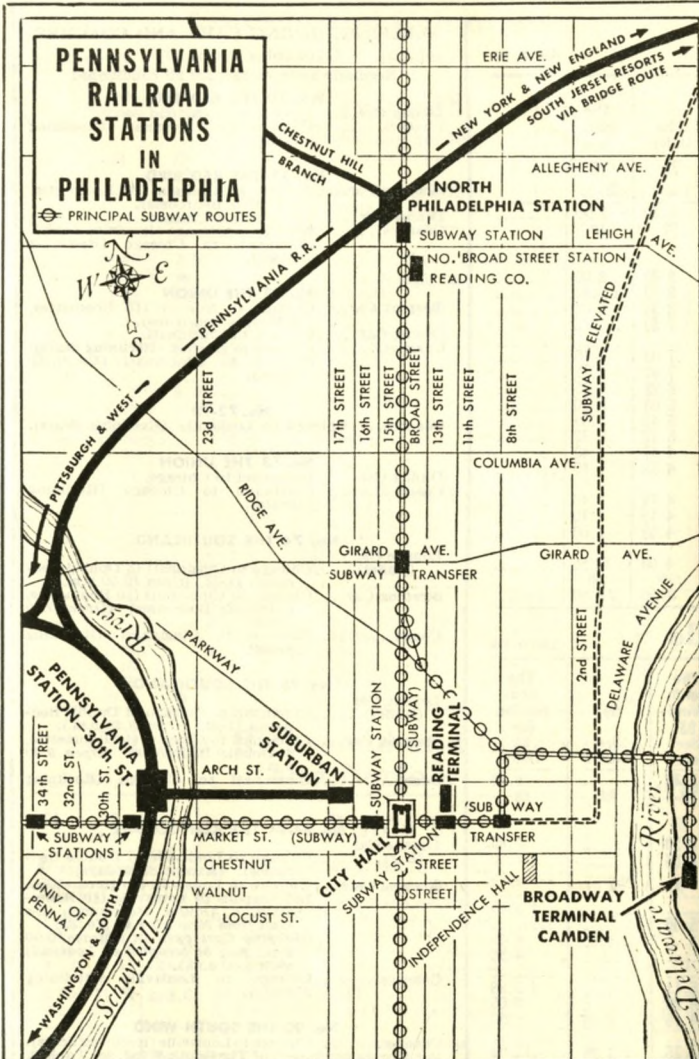 PENNSYLVANIA
RAILROAD
STATIONS
IN
PHILADELPHIA
PRINCIPAL SUBWAY ROUTES
ERIE AVE.
NEW YORK & NEW ENGLAND
SOUTH JERSEY RESORTS
VIA BRIDGE ROUTE
CHESTNUT HILL
BRANCH
ALLEGHENY AVE.
NORTH
PHILADELPHIA STATION
SUBWAY STATION
LEHIGH AVE.
NO. BROAD STREET STATION
READING CO.
N
W E
S
PENNSYLVANIA R.R.
SUBWAY — ELEVATED
23d STREET
17th STREET
16th STREET
15th STREET
BROAD STREET
13th STREET
11th STREET
8th STREET
PITTSBURGH & WEST
COLUMBIA AVE.
RIDGE AVE.
GIRARD AVE.
GIRARD AVE.
SUBWAY TRANSFER
River
PARKWAY
2nd STREET
DELAWARE AVENUE
PENNSYLVANIA
STATION-30th ST.
SUBURBAN
STATION
SUBWAY STATION
(SUBWAY)
READING
TERMINAL
34th STREET
32nd ST.
30th ST.
ARCH ST.
SUBWAY
SUBWAY
STATIONS
MARKET ST. (SUBWAY)
TRANSFER
CITY HALL
SUBWAY STATION
CHESTNUT STREET
WALNUT STREET
LOCUST ST.
INDEPENDENCE HALL
UNIV. OF
PENNA.
WASHINGTON & SOUTH
Schuylkill
BROADWAY
TERMINAL
CAMDEN
River
Delaware